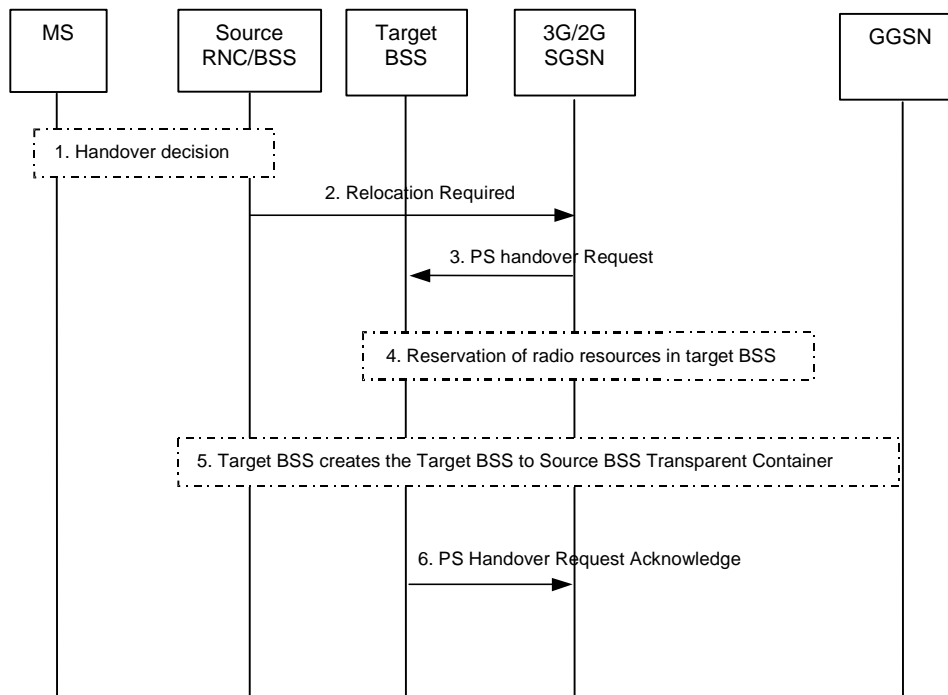 MS
Source
RNC/BSS
Target
BSS
3G/2G
SGSN
GGSN
1. Handover decision
2. Relocation Required
3. PS handover Request
4. Reservation of radio resources in target BSS
5. Target BSS creates the Target BSS to Source BSS Transparent Container
6. PS Handover Request Acknowledge